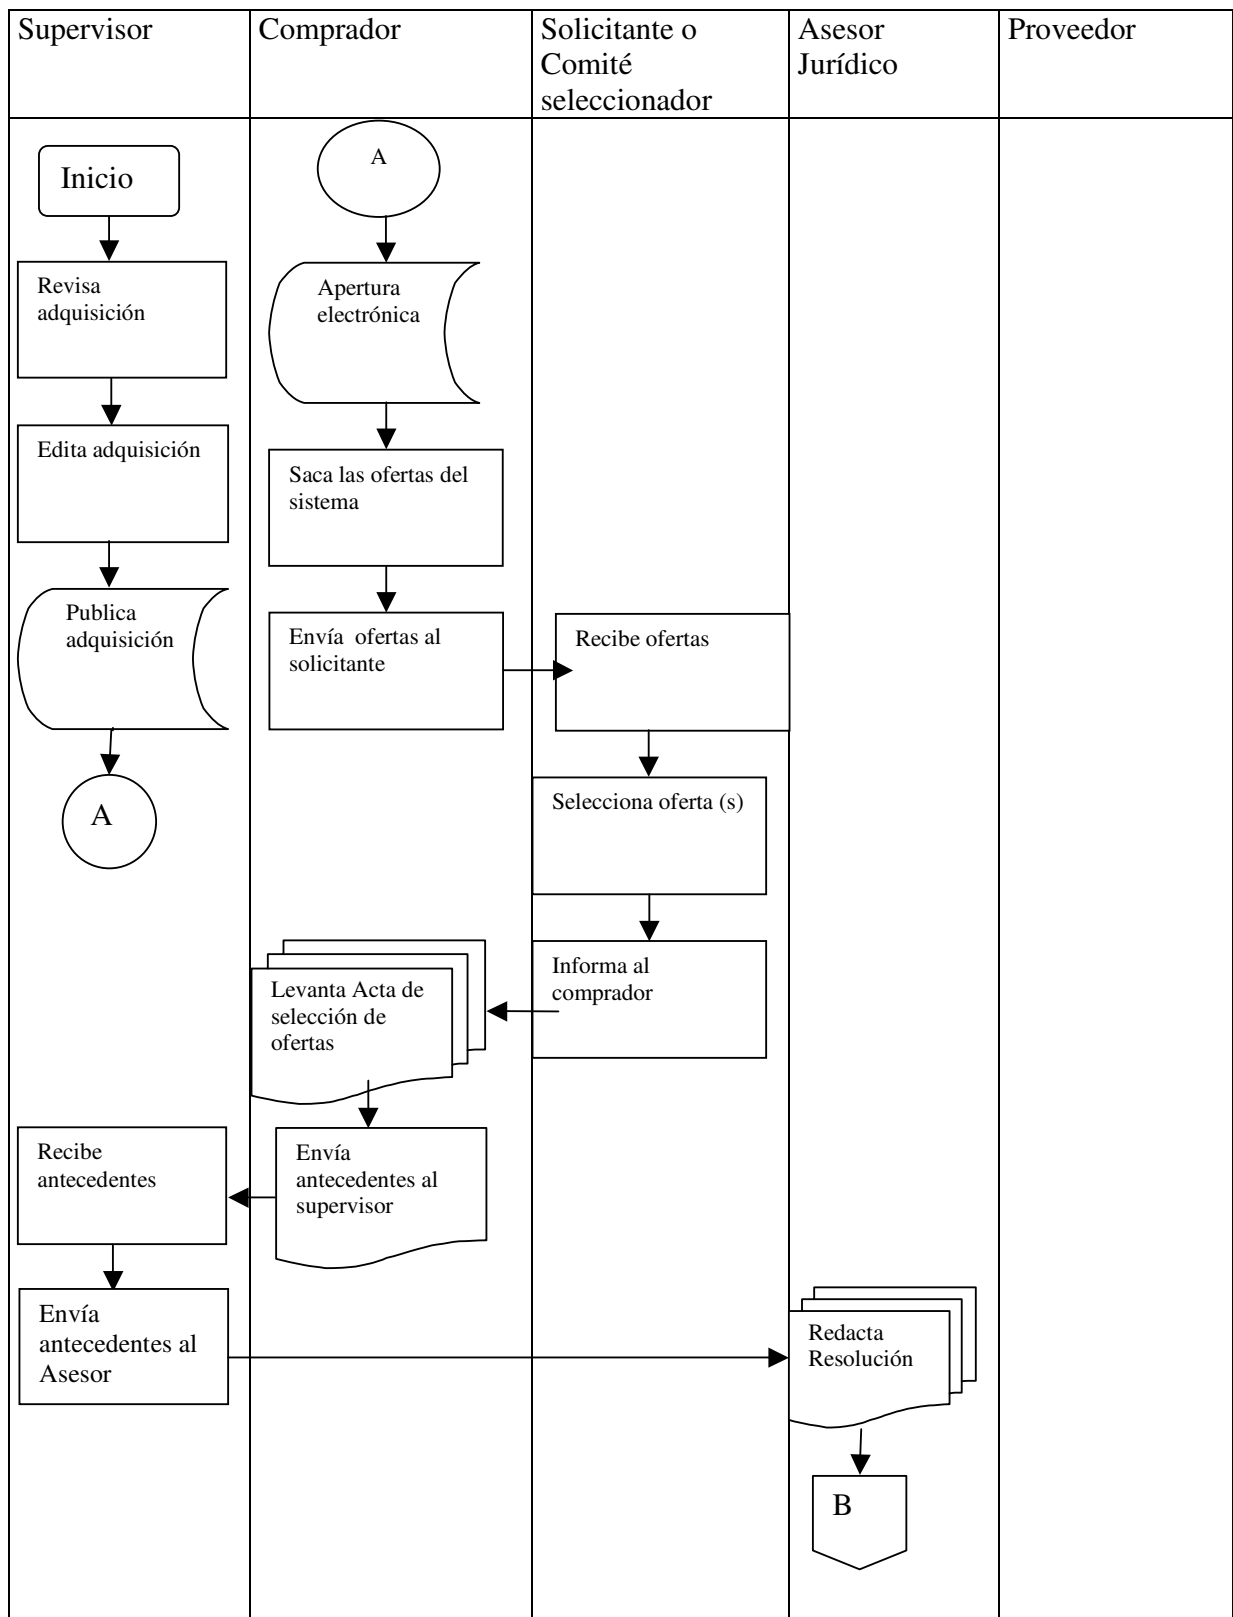 Supervisor
Comprador
Solicitante o
Comité
seleccionador
Asesor
Jurídico
Proveedor
Inicio
Revisa
adquisición
Edita adquisición
Publica
adquisición
A
A
Apertura
electrónica
Saca las ofertas del
sistema
Envía ofertas al
solicitante
Recibe ofertas
Selecciona oferta (s)
Informa al
comprador
Levanta Acta de
selección de
ofertas
Envía
antecedentes al
supervisor
Recibe
antecedentes
Envía
antecedentes al
Asesor
Redacta
Resolución
B